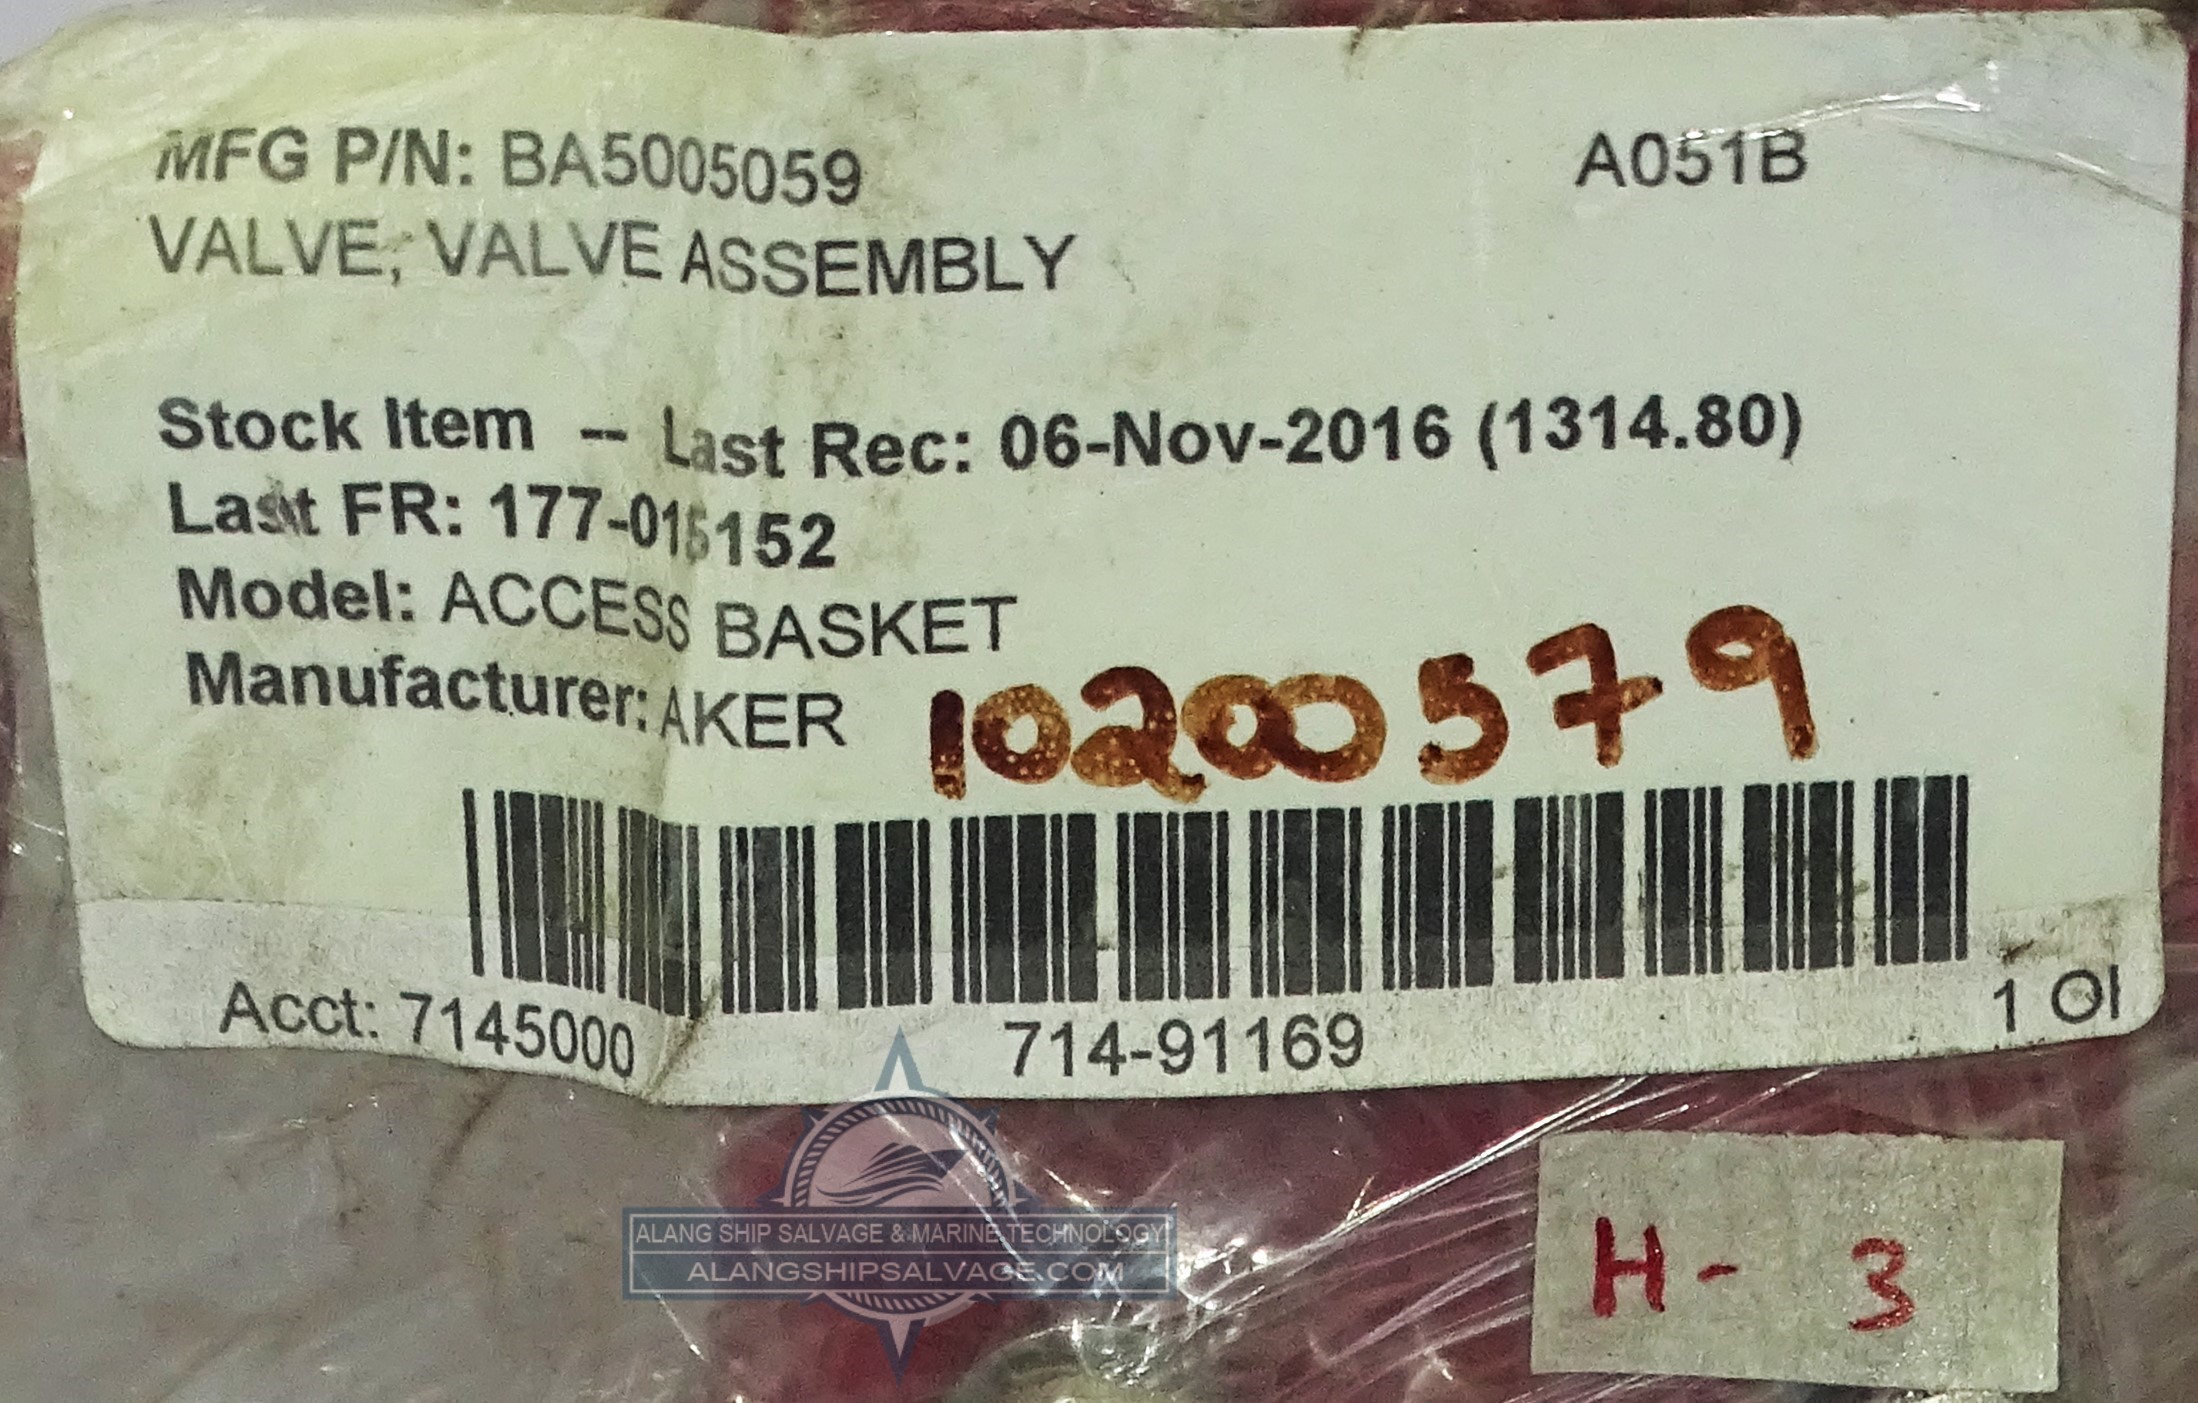 MFG P/N: BA5005059 A051B
VALVE, VALVE ASSEMBLY
Stock Item -- Last Rec: 06-Nov-2016 (1314.80)
Last FR: 177-015152
Model: ACCESS BASKET
Manufacturer: AKER 10200579
Acct: 7145000 714-91169 1 OI
ALANG SHIP SALVAGE & MARINE TECHNOLOGY
ALANGSHIPSALVAGE.COM
H - 3